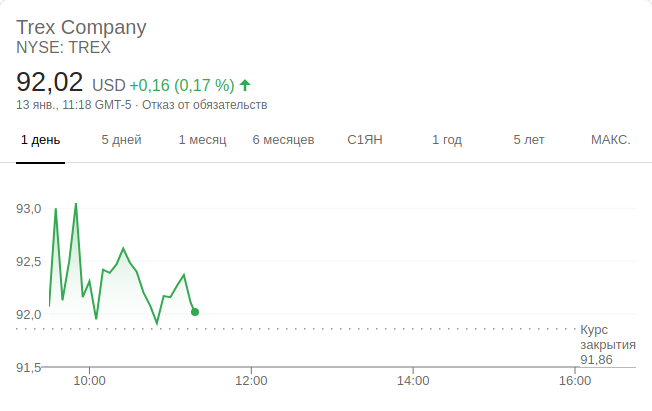 Trex Company
NYSE: TREX
92,02 USD +0,16 (0,17 %)
13 янв., 11:18 GMT-5 · Отказ от обязательств
1 день 5 дней 1 месяц 6 месяцев С1ЯН 1 год 5 лет МАКС.
93,0
92,5
92,0
Курс
закрытия
91,86
91,5
10:00 12:00 14:00 16:00